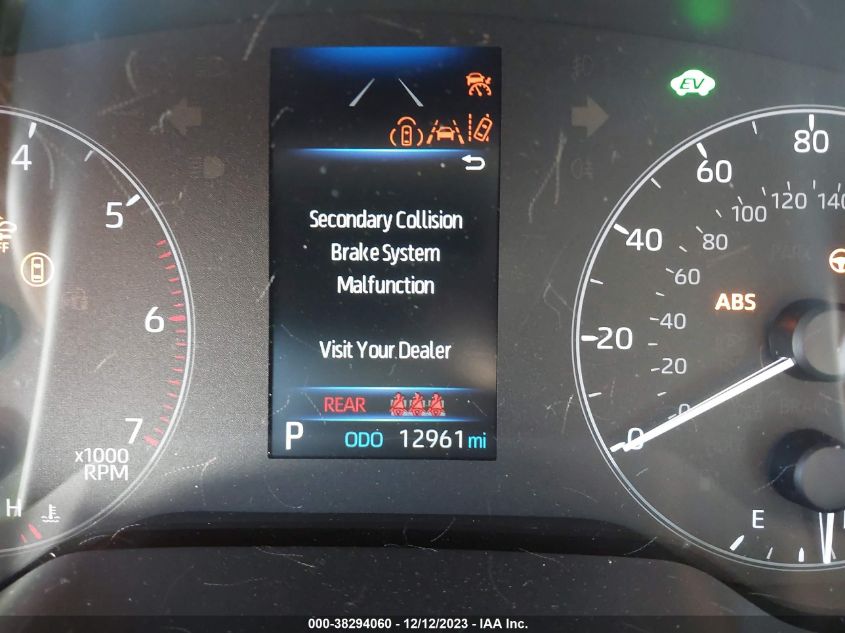 EV
Secondary Collision
Brake System
Malfunction
Visit Your Dealer
REAR
P ODO 12961 mi
4
5
6
7
x1000
RPM
H
OFF
0
20
40
60
80
0
20
40
60
80
100
120
140
ABS
E
000-38294060 - 12/12/2023 - IAA Inc.